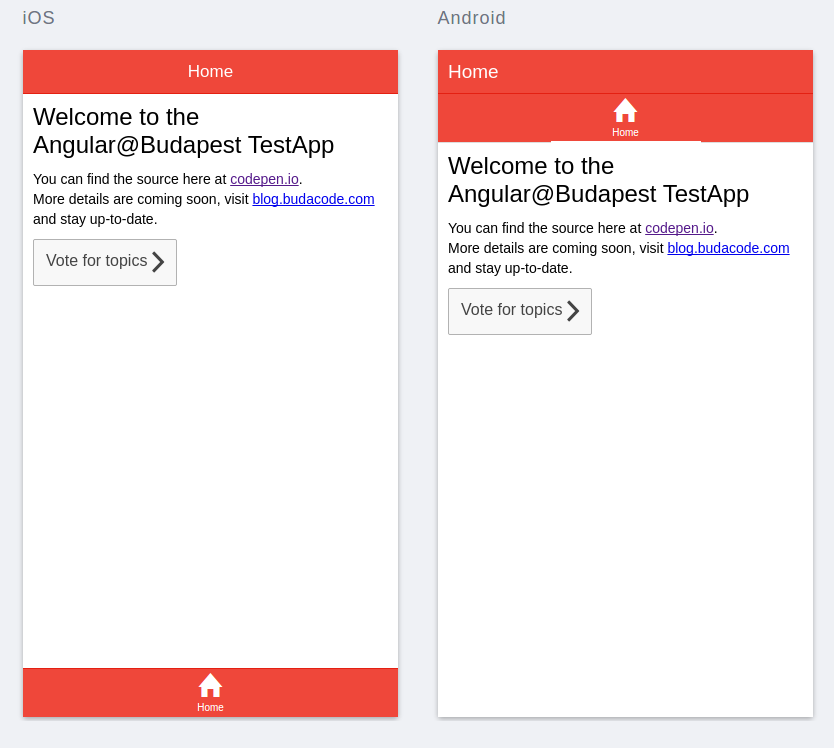 iOS
Home
Welcome to the
Angular@Budapest TestApp
You can find the source here at codepen.io.
More details are coming soon, visit blog.budacode.com
and stay up-to-date.
Vote for topics
Home
Android
Home
Home
Welcome to the
Angular@Budapest TestApp
You can find the source here at codepen.io.
More details are coming soon, visit blog.budacode.com
and stay up-to-date.
Vote for topics